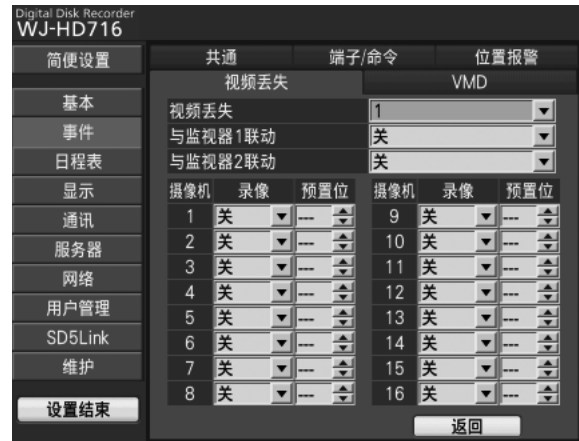 Digital Disk Recorder
WJ-HD716
简便设置
基本
事件
日程表
显示
通讯
服务器
网络
用户管理
SD5Link
维护
设置结束
共通 端子/命令 位置报警
视频丢失 VMD
视频丢失 1
与监视器1联动 关
与监视器2联动 关
摄像机 录像 预置位 摄像机 录像 预置位
1 关 --- 9 关 ---
2 关 --- 10 关 ---
3 关 --- 11 关 ---
4 关 --- 12 关 ---
5 关 --- 13 关 ---
6 关 --- 14 关 ---
7 关 --- 15 关 ---
8 关 --- 16 关 ---
返回